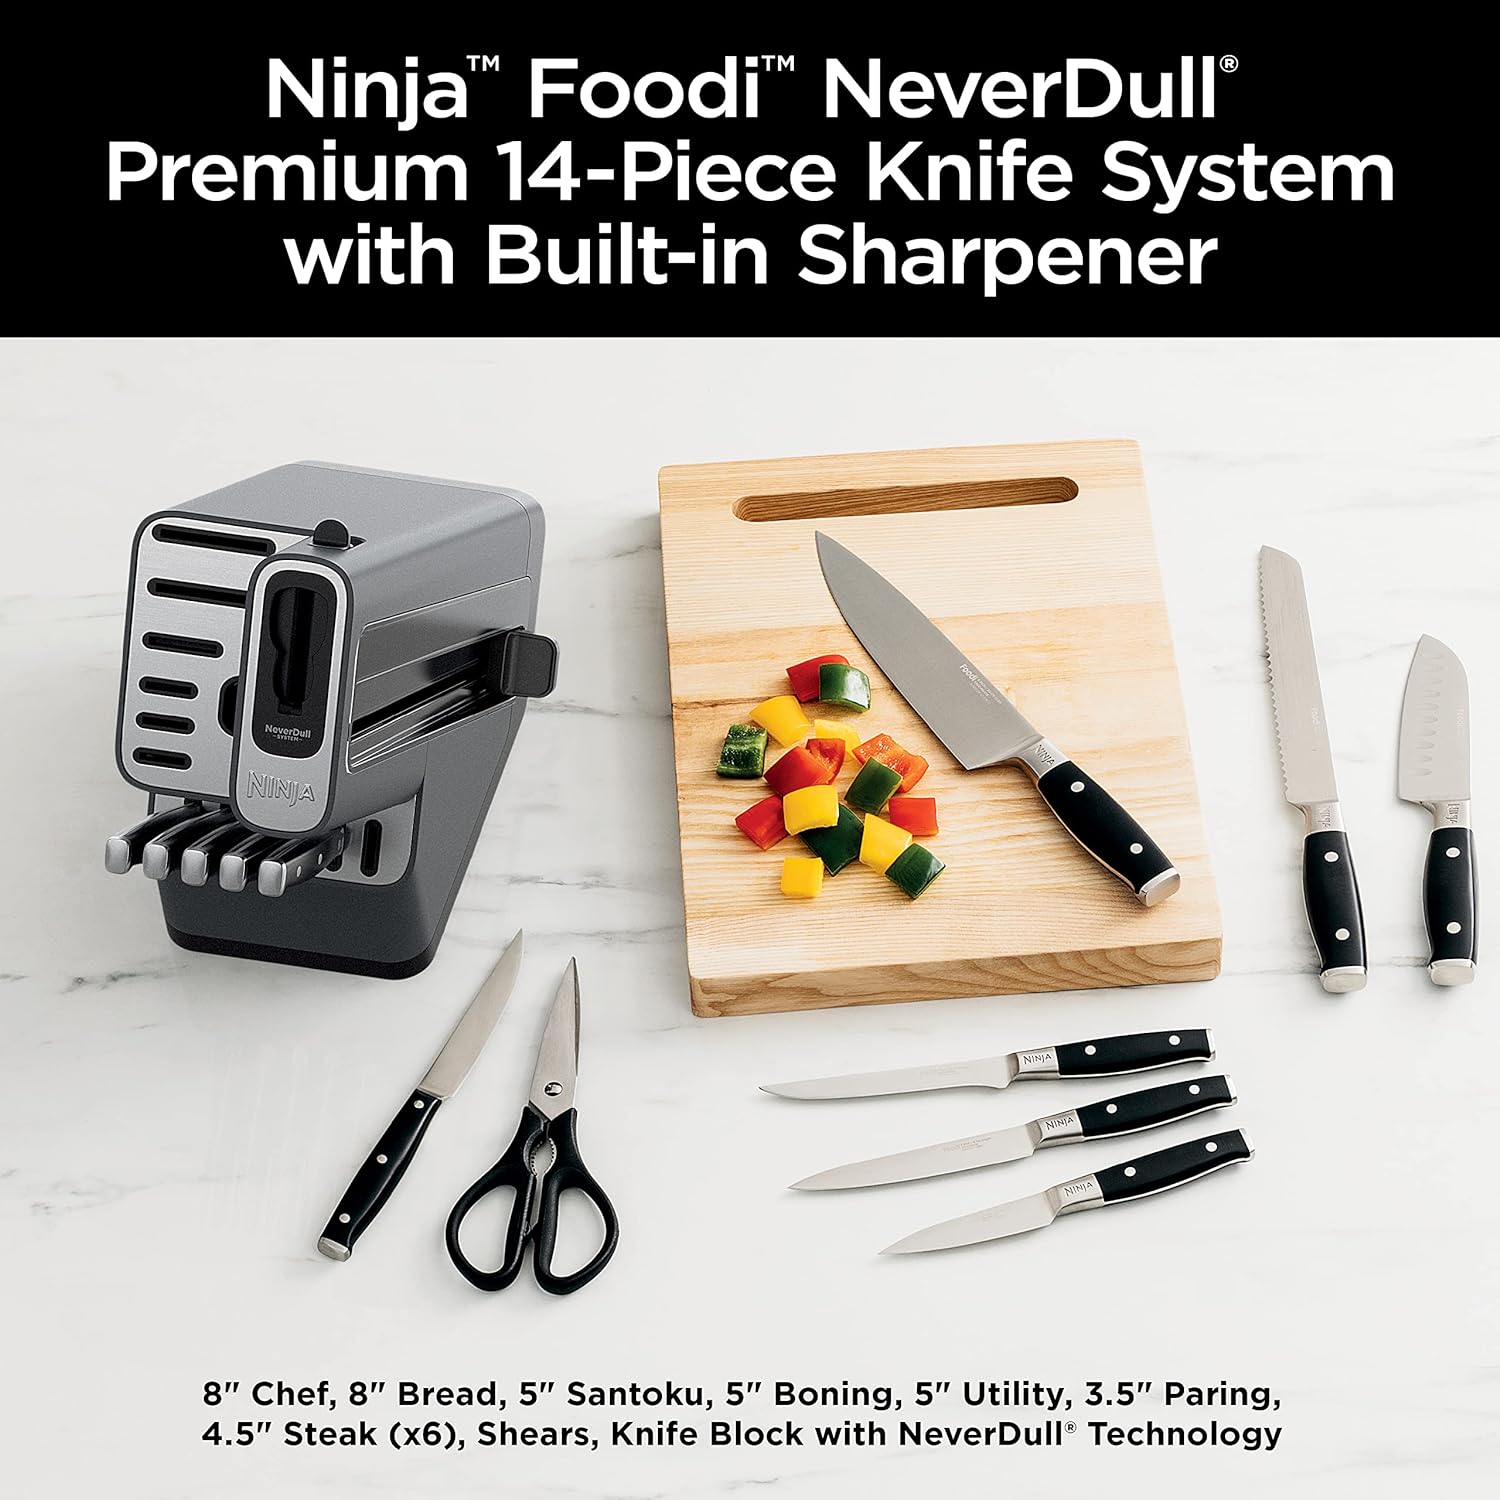 Ninja™ Foodi™ NeverDull®
Premium 14-Piece Knife System
with Built-in Sharpener
NeverDull
SYSTEM
NINJA
Foodi
NINJA
NINJA
NINJA
NINJA
NINJA
NINJA
8" Chef, 8" Bread, 5" Santoku, 5" Boning, 5" Utility, 3.5" Paring,
4.5" Steak (x6), Shears, Knife Block with NeverDull® Technology